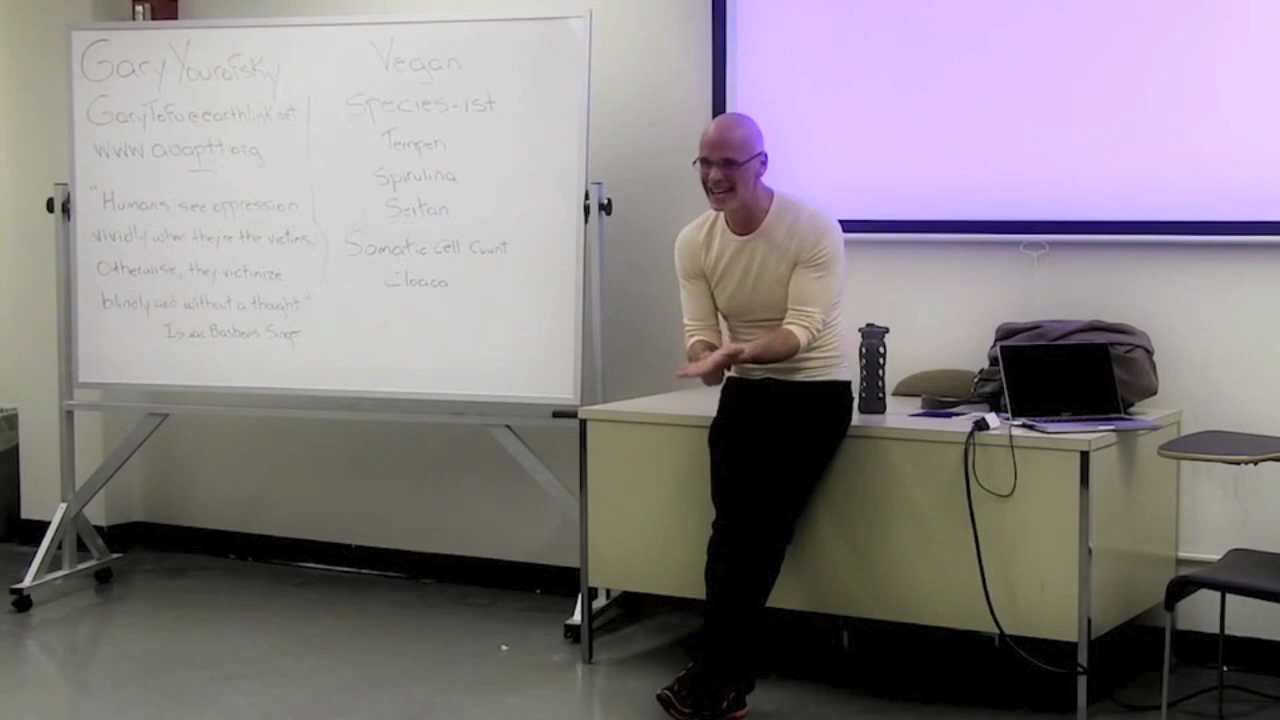 Gary Yourofsky
GaryTofu@earthlink.net
www.adaptt.org
"Humans see oppression
vividly when they're the victims.
Otherwise, they victimize
blindly and without a thought"
Isaac Bashevis Singer
Vegan
Species-ist
Tempeh
Spirulina
Seitan
Somatic Cell Count
Cloaca